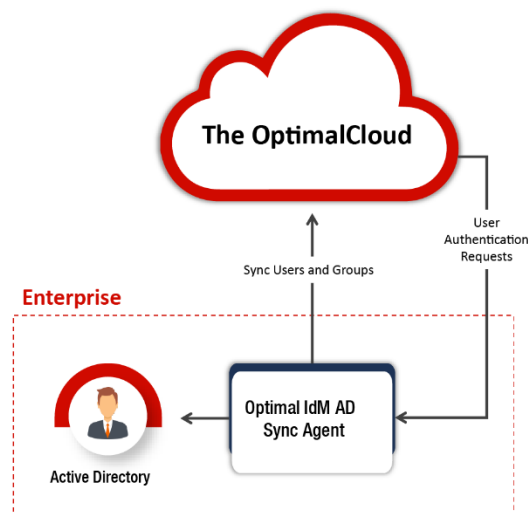 The OptimalCloud
User
Authentication
Requests
Sync Users and Groups
Enterprise
Optimal IdM AD
Sync Agent
Active Directory